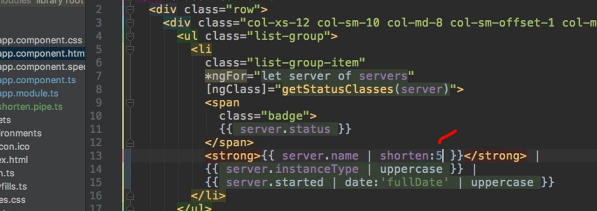 modules library root
app.component.css
app.component.htm
app.component.spec
app.component.ts
app.module.ts
shorten.pipe.ts
ets
ironments
con.ico
ex.html
n.ts
yfills.ts
es.css
2 <div class="row">
3 <div class="col-xs-12 col-sm-10 col-md-8 col-sm-offset-1 col-m
4 <ul class="list-group">
5 <li
6 class="list-group-item"
7 *ngFor="let server of servers"
8 [ngClass]="getStatusClasses(server)">
9 <span
10 class="badge">
11 {{ server.status }}
12 </span>
13 <strong>{{ server.name | shorten:5 }}</strong> |
14 {{ server.instanceType | uppercase }} |
15 {{ server.started | date:'fullDate' | uppercase }}
16 </li>
17 </ul>